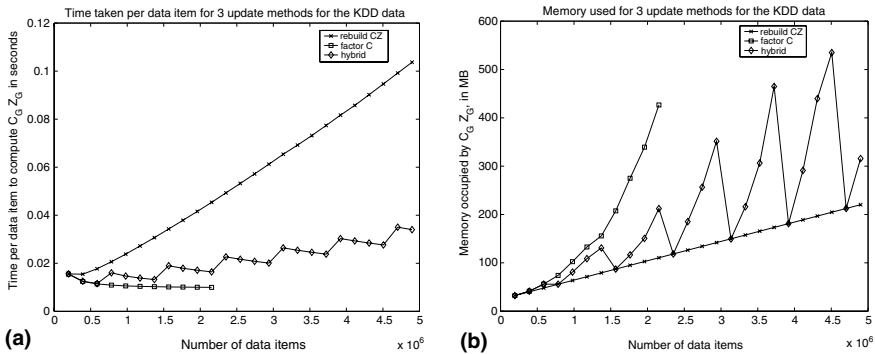 Time taken per data item for 3 update methods for the KDD data
0.12
0.1
0.08
0.06
0.04
0.02
0
Time per data item to compute C_G Z_G in seconds
rebuild CZ
factor C
hybrid
0 0.5 1 1.5 2 2.5 3 3.5 4 4.5 5
x 10^6
Number of data items
(a)
Memory used for 3 update methods for the KDD data
600
500
400
300
200
100
0
Memory occupied by C_G Z_G, in MB
rebuild CZ
factor C
hybrid
0 0.5 1 1.5 2 2.5 3 3.5 4 4.5 5
x 10^6
Number of data items
(b)